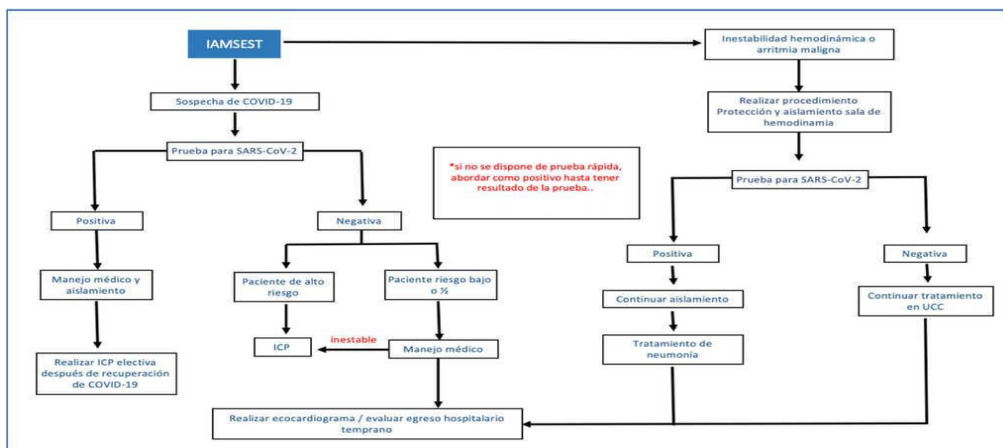 IAMSEST
Inestabilidad hemodinámica o
arritmia maligna
Sospecha de COVID-19
Realizar procedimiento
Protección y aislamiento sala de
hemodinamia
Prueba para SARS-CoV-2
*si no se dispone de prueba rápida,
abordar como positivo hasta tener
resultado de la prueba..
Prueba para SARS-CoV-2
Positiva
Negativa
Positiva
Negativa
Manejo médico y
aislamiento
Paciente de alto
riesgo
Paciente riesgo bajo
o ½
Continuar aislamiento
Continuar tratamiento
en UCC
ICP
inestable
Manejo médico
Tratamiento de
neumonía
Realizar ICP electiva
después de recuperación
de COVID-19
Realizar ecocardiograma / evaluar egreso hospitalario
temprano